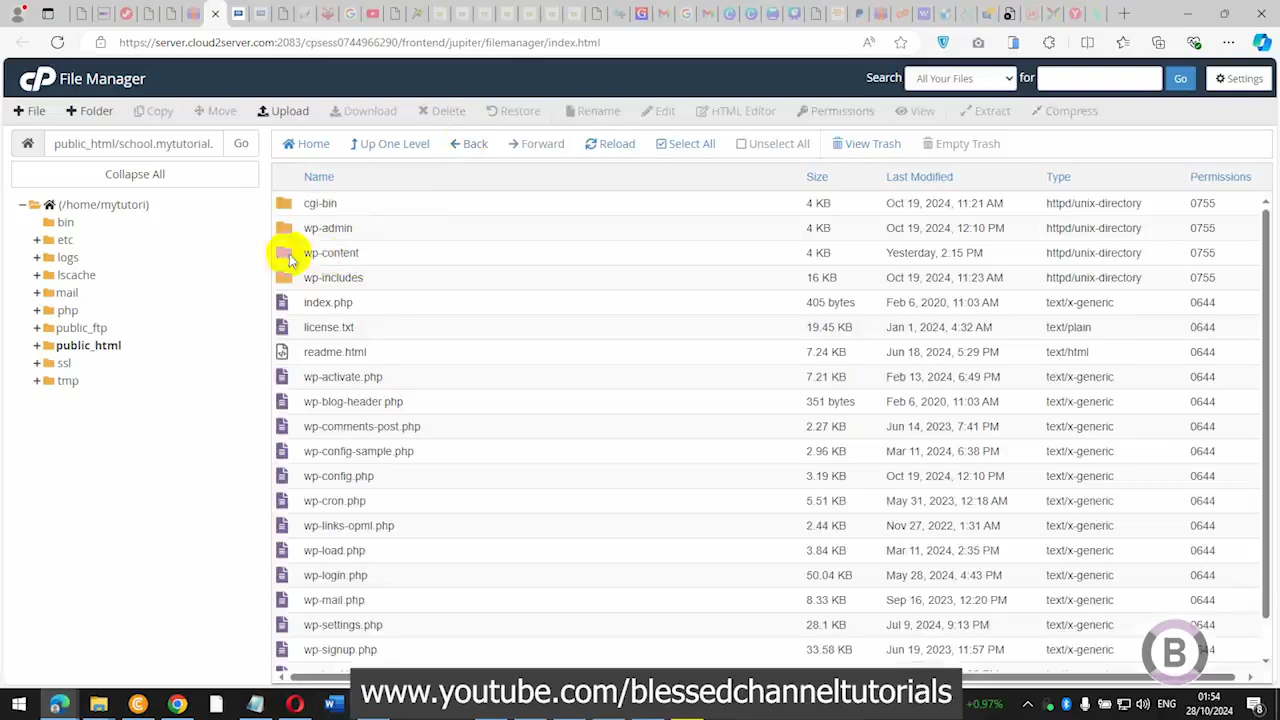 https://server.cloud2server.com:2083/cpsess0744966290/frontend/jupiter/filemanager/index.html
cP File Manager
Search All Your Files for Go Settings
File Folder Copy Move Upload Download Delete Restore Rename Edit HTML Editor Permissions View Extract Compress
public_html/school.mytutorial. Go
Home Up One Level Back Forward Reload Select All Unselect All View Trash Empty Trash
Collapse All
(/home/mytutori)
bin
etc
logs
lscache
mail
php
public_ftp
public_html
ssl
tmp
Name Size Last Modified Type Permissions
cgi-bin 4 KB Oct 19, 2024, 11:21 AM httpd/unix-directory 0755
wp-admin 4 KB Oct 19, 2024, 12:10 PM httpd/unix-directory 0755
wp-content 4 KB Yesterday, 2:15 PM httpd/unix-directory 0755
wp-includes 16 KB Oct 19, 2024, 11:23 AM httpd/unix-directory 0755
index.php 405 bytes Feb 6, 2020, 11:03 AM text/x-generic 0644
license.txt 19.45 KB Jan 1, 2024, 4:32 AM text/plain 0644
readme.html 7.24 KB Jun 18, 2024, 5:29 PM text/html 0644
wp-activate.php 7.21 KB Feb 13, 2024, 6:49 PM text/x-generic 0644
wp-blog-header.php 351 bytes Feb 6, 2020, 11:03 AM text/x-generic 0644
wp-comments-post.php 2.27 KB Jun 14, 2023, 7:41 PM text/x-generic 0644
wp-config-sample.php 2.96 KB Mar 11, 2024, 6:38 PM text/x-generic 0644
wp-config.php 3.19 KB Oct 19, 2024, 12:10 PM text/x-generic 0644
wp-cron.php 5.51 KB May 31, 2023, 12:18 AM text/x-generic 0644
wp-links-opml.php 2.44 KB Nov 27, 2022, 1:31 AM text/x-generic 0644
wp-load.php 3.84 KB Mar 11, 2024, 2:35 PM text/x-generic 0644
wp-login.php 50.04 KB May 28, 2024, 4:43 PM text/x-generic 0644
wp-mail.php 8.33 KB Sep 16, 2023, 12:20 PM text/x-generic 0644
wp-settings.php 28.1 KB Jul 9, 2024, 9:13 PM text/x-generic 0644
wp-signup.php 33.58 KB Jun 19, 2023, 11:57 PM text/x-generic 0644
B
www.youtube.com/blessedchanneltutorials
+0.97% ENG 01:54
28/10/2024